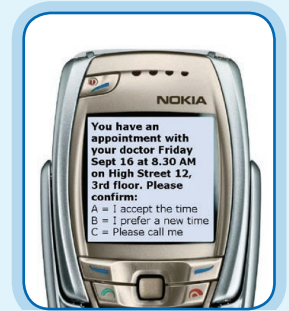 NOKIA
You have an
appointment with
your doctor Friday
Sept 16 at 8.30 AM
on High Street 12,
3rd floor. Please
confirm:
A = I accept the time
B = I prefer a new time
C = Please call me